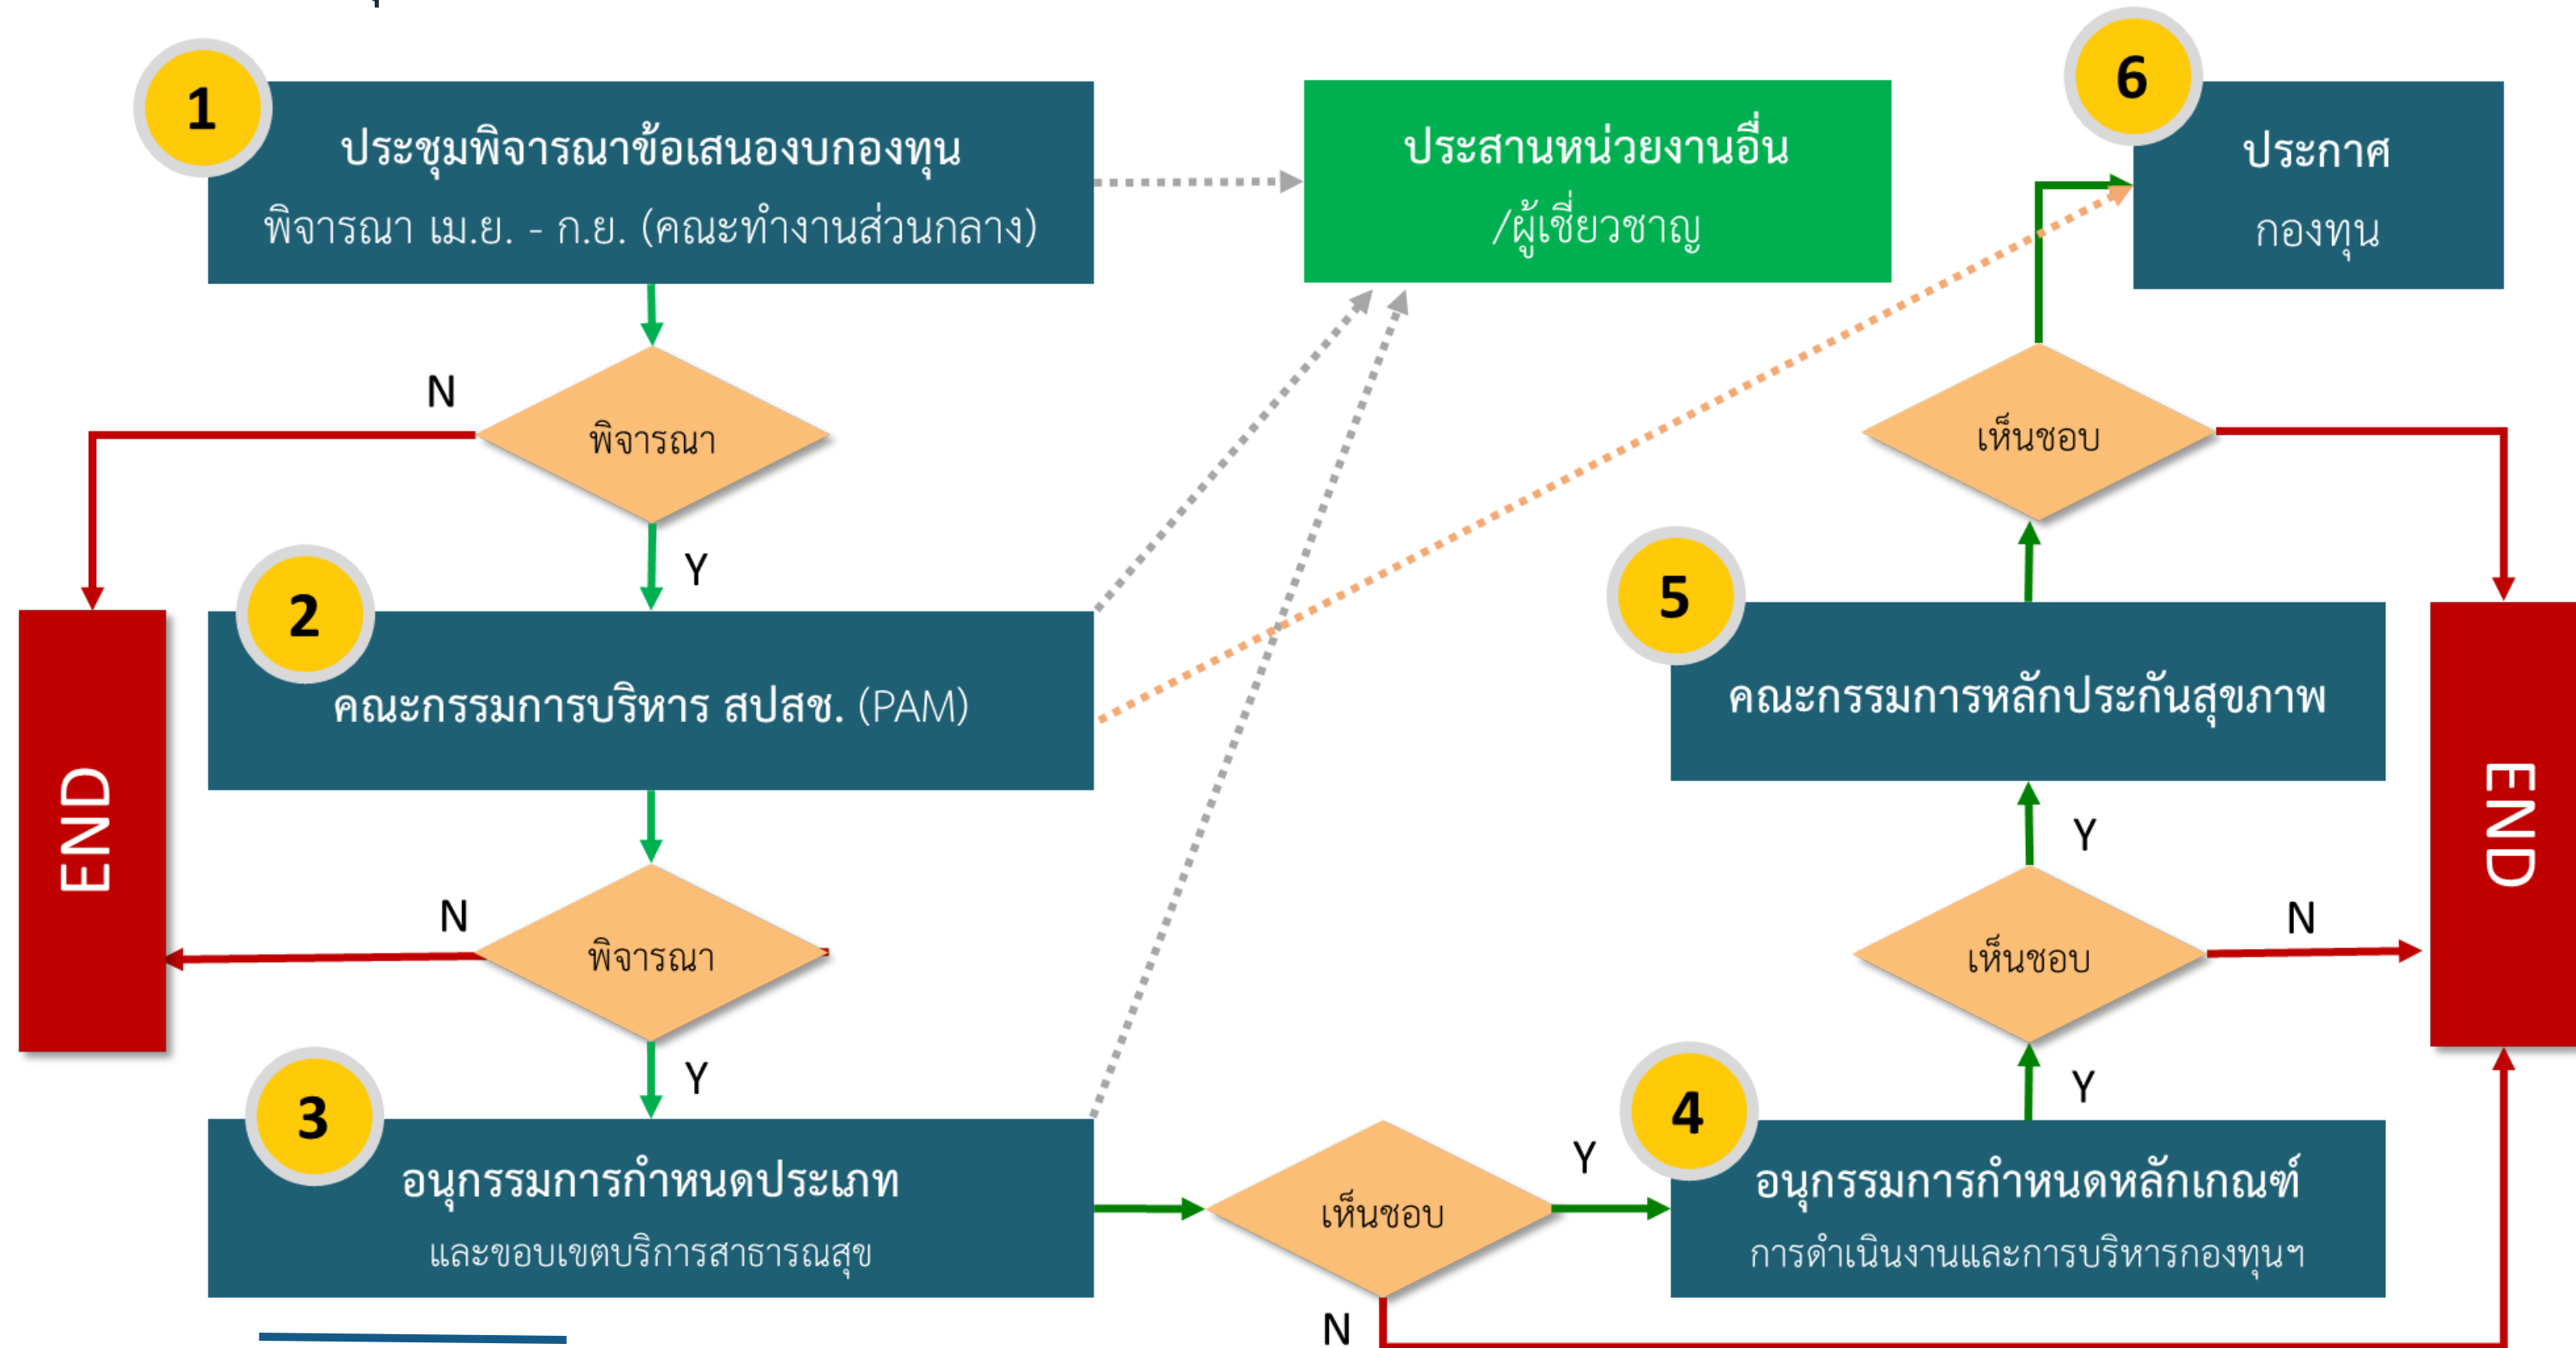 1
ประชุมพิจารณาข้อเสนองบกองทุน
พิจารณา เม.ย. - ก.ย. (คณะทำงานส่วนกลาง)
ประสานหน่วยงานอื่น
/ผู้เชี่ยวชาญ
6
ประกาศ
กองทุน
N
พิจารณา
Y
เห็นชอบ
2
คณะกรรมการบริหาร สปสช. (PAM)
5
คณะกรรมการหลักประกันสุขภาพ
END
END
N
พิจารณา
Y
Y
เห็นชอบ
N
Y
3
อนุกรรมการกำหนดประเภท
และขอบเขตบริการสาธารณสุข
เห็นชอบ
Y
N
4
อนุกรรมการกำหนดหลักเกณฑ์
การดำเนินงานและการบริหารกองทุนฯ